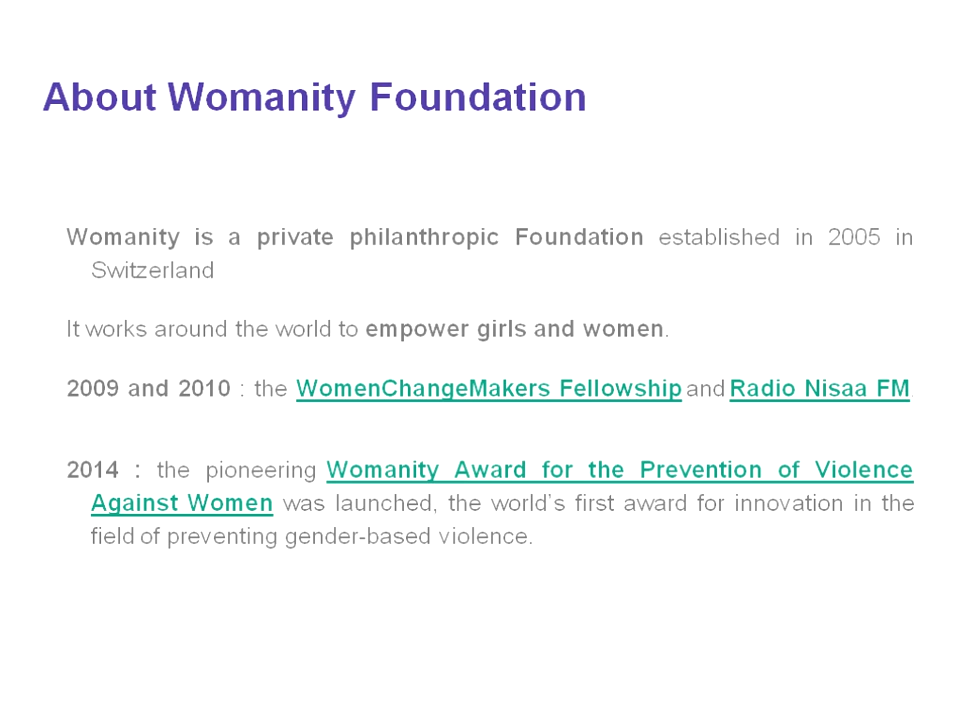 About Womanity Foundation
Womanity is a private philanthropic Foundation established in 2005 in
Switzerland
It works around the world to empower girls and women.
2009 and 2010 : the WomenChangeMakers Fellowship and Radio Nisaa FM.
2014 : the pioneering Womanity Award for the Prevention of Violence
Against Women was launched, the world's first award for innovation in the
field of preventing gender-based violence.